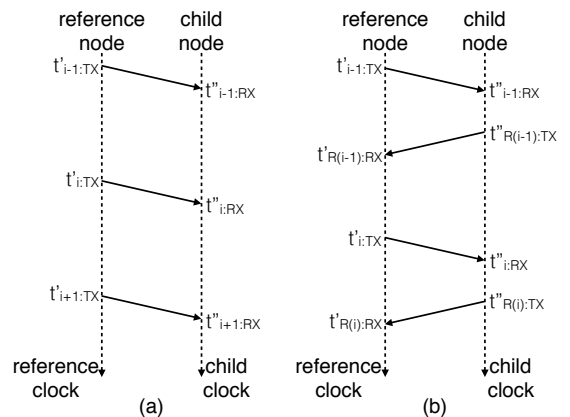 reference node
child node
t'i-1:TX
t"i-1:RX
t'i:TX
t"i:RX
t'i+1:TX
t"i+1:RX
reference clock
child clock
(a)
reference node
child node
t'i-1:TX
t"i-1:RX
t"R(i-1):TX
t'R(i-1):RX
t'i:TX
t"i:RX
t"R(i):TX
t'R(i):RX
reference clock
child clock
(b)